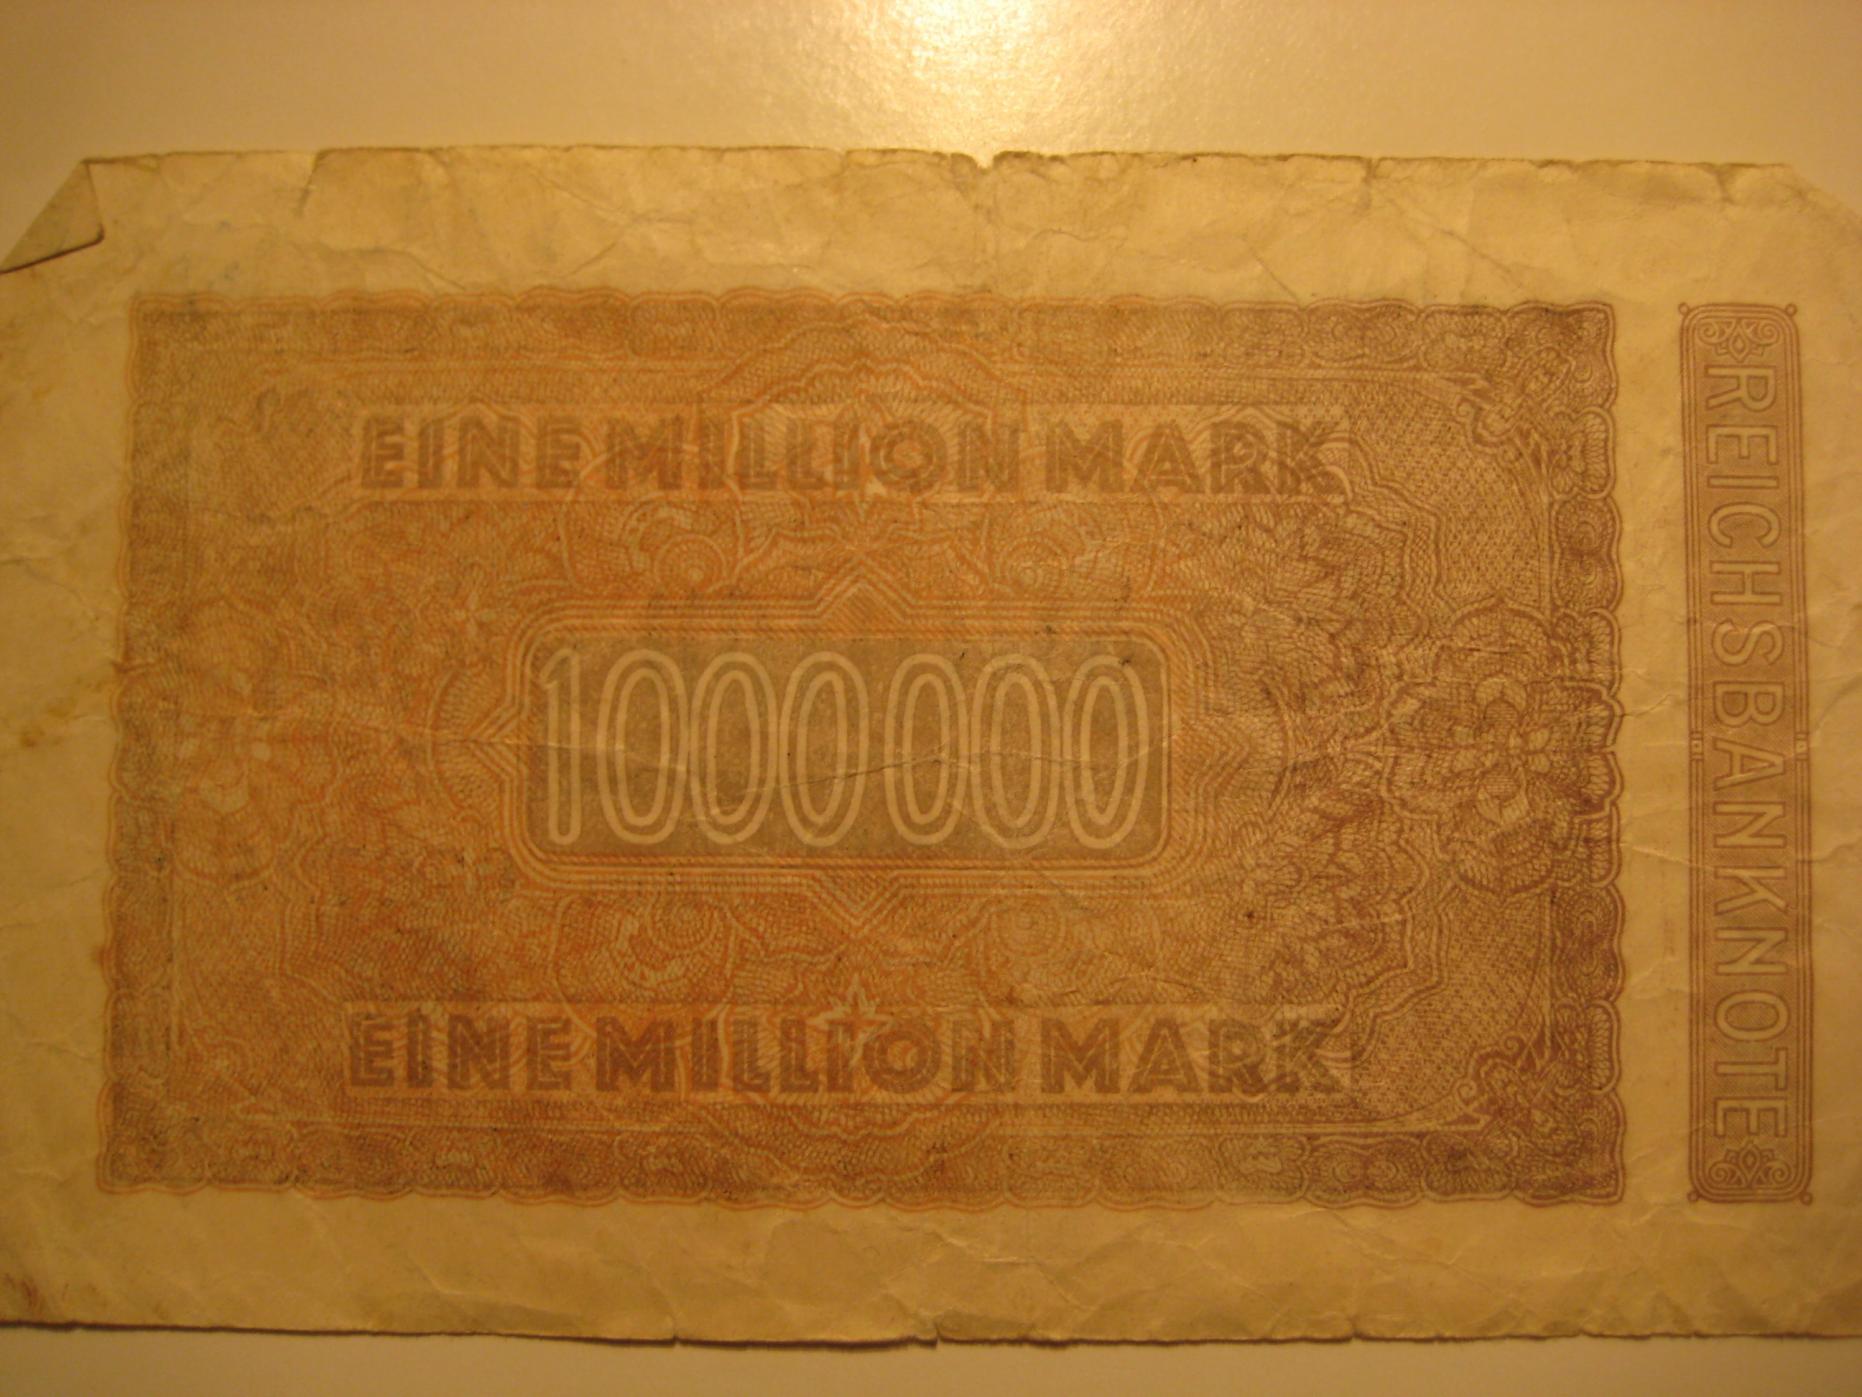 EINE MILLION MARK
1000000
EINE MILLION MARK
REICHSBANKNOTE